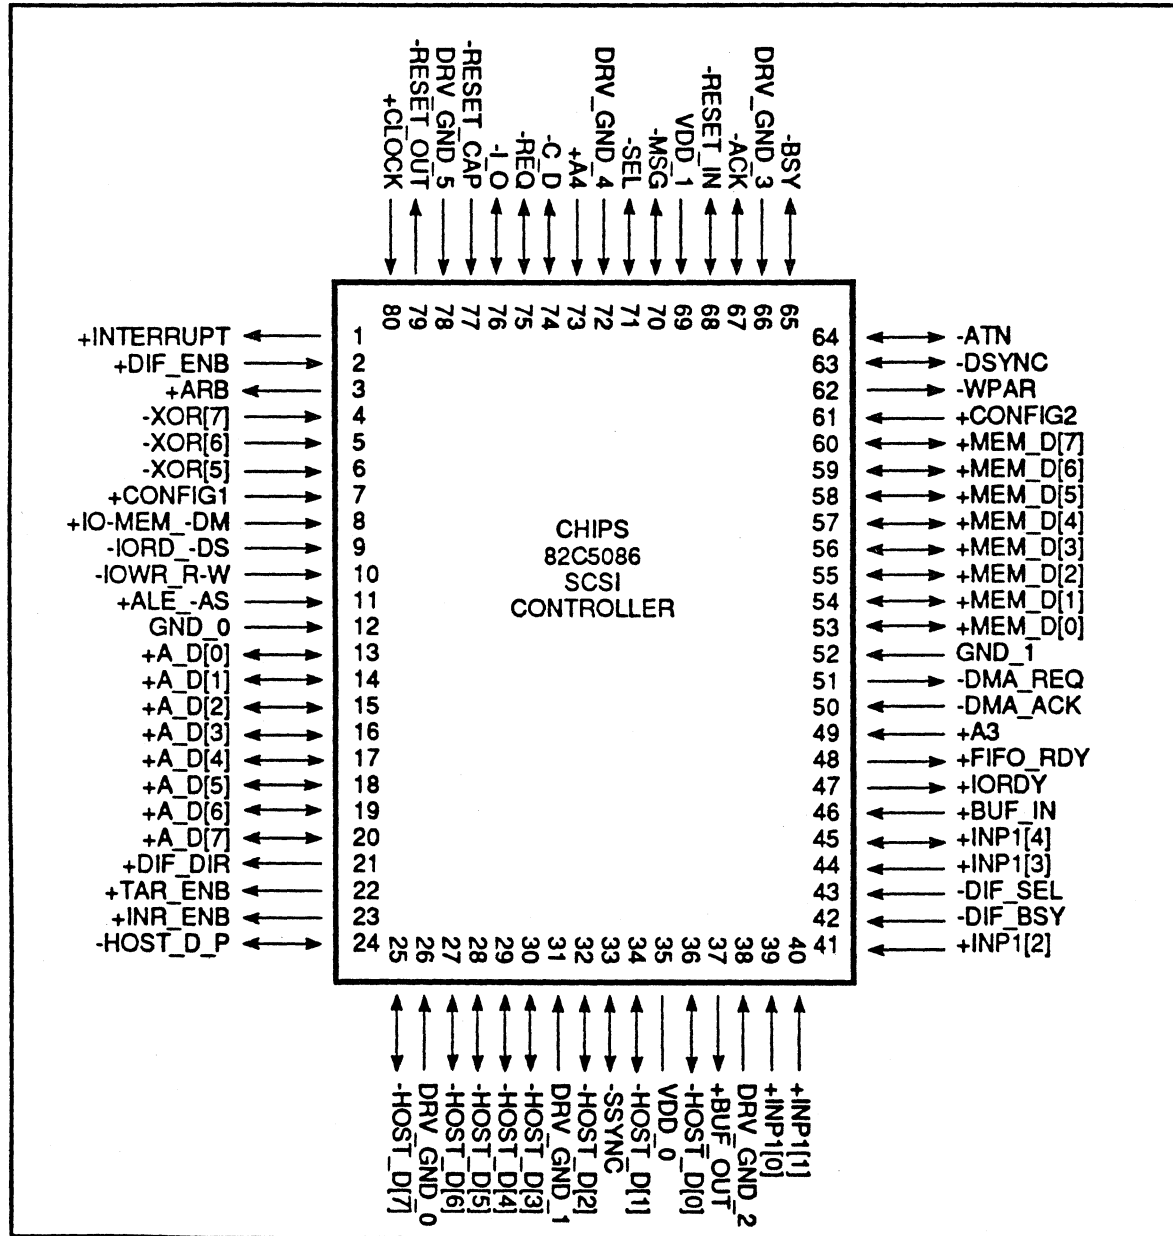 +CLOCK
-RESET_OUT
DRV_GND_5
-RESET_CAP
-I_O
-REQ
-C_D
+A4
DRV_GND_4
-SEL
-MSG
VDD_1
-RESET_IN
-ACK
DRV_GND_3
-BSY
80 79 78 77 76 75 74 73 72 71 70 69 68 67 66 65
+INTERRUPT 1
+DIF_ENB 2
+ARB 3
-XOR[7] 4
-XOR[6] 5
-XOR[5] 6
+CONFIG1 7
+IO-MEM_-DM 8
-IORD_-DS 9
-IOWR_R-W 10
+ALE_-AS 11
GND_0 12
+A_D[0] 13
+A_D[1] 14
+A_D[2] 15
+A_D[3] 16
+A_D[4] 17
+A_D[5] 18
+A_D[6] 19
+A_D[7] 20
+DIF_DIR 21
+TAR_ENB 22
+INR_ENB 23
-HOST_D_P 24
CHIPS
82C5086
SCSI
CONTROLLER
64 -ATN
63 -DSYNC
62 -WPAR
61 +CONFIG2
60 +MEM_D[7]
59 +MEM_D[6]
58 +MEM_D[5]
57 +MEM_D[4]
56 +MEM_D[3]
55 +MEM_D[2]
54 +MEM_D[1]
53 +MEM_D[0]
52 GND_1
51 -DMA_REQ
50 -DMA_ACK
49 +A3
48 +FIFO_RDY
47 +IORDY
46 +BUF_IN
45 +INP1[4]
44 +INP1[3]
43 -DIF_SEL
42 -DIF_BSY
41 +INP1[2]
25 26 27 28 29 30 31 32 33 34 35 36 37 38 39 40
-HOST_D[7]
DRV_GND_0
-HOST_D[6]
-HOST_D[5]
-HOST_D[4]
-HOST_D[3]
DRV_GND_1
-HOST_D[2]
-SSYNC
-HOST_D[1]
VDD_0
-HOST_D[0]
+BUF_OUT
DRV_GND_2
+INP1[0]
+INP1[1]